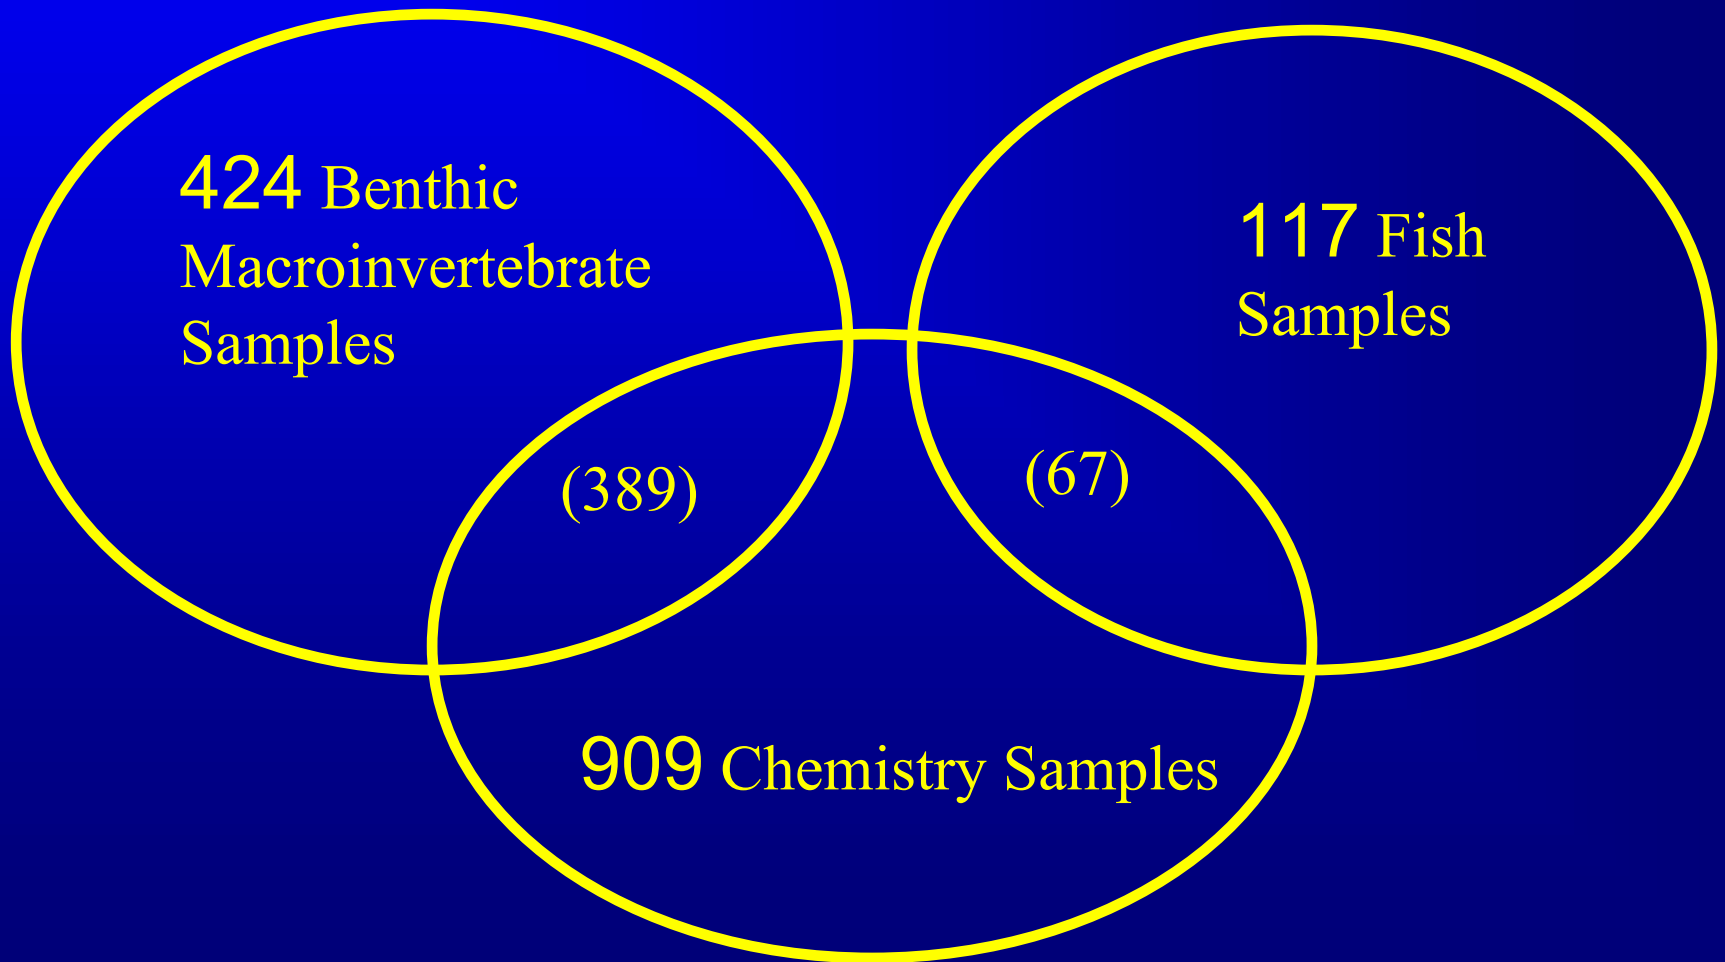 424 Benthic
Macroinvertebrate
Samples
117 Fish
Samples
(389)
(67)
909 Chemistry Samples